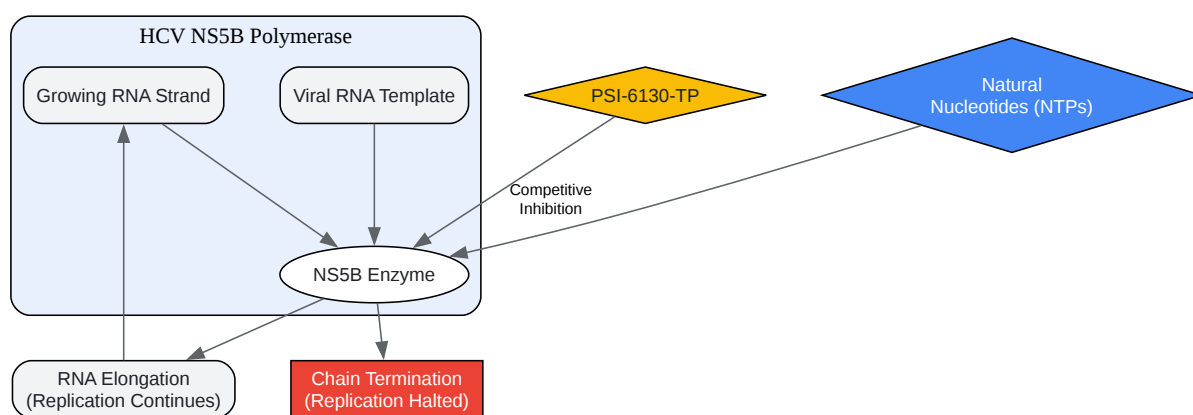 HCV NS5B Polymerase
Growing RNA Strand
Viral RNA Template
PSI-6130-TP
Natural
Nucleotides (NTPs)
Competitive
Inhibition
NS5B Enzyme
RNA Elongation
(Replication Continues)
Chain Termination
(Replication Halted)